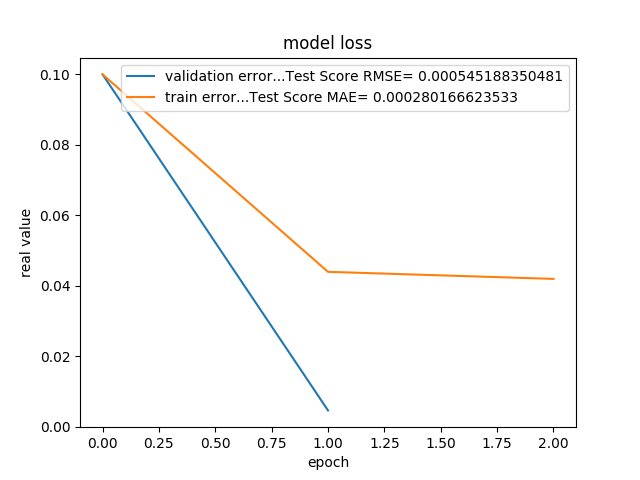 model loss
validation error...Test Score RMSE= 0.000545188350481
train error...Test Score MAE= 0.000280166623533
real value
0.10
0.08
0.06
0.04
0.02
0.00
0.00 0.25 0.50 0.75 1.00 1.25 1.50 1.75 2.00
epoch